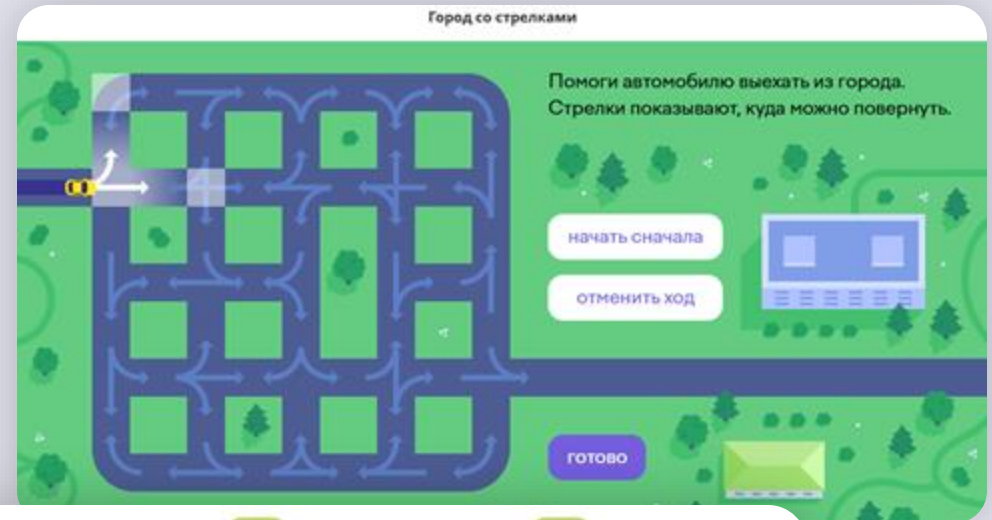 Город со стрелками
Помоги автомобилю выехать из города.
Стрелки показывают, куда можно повернуть.
начать сначала
отменить ход
готово